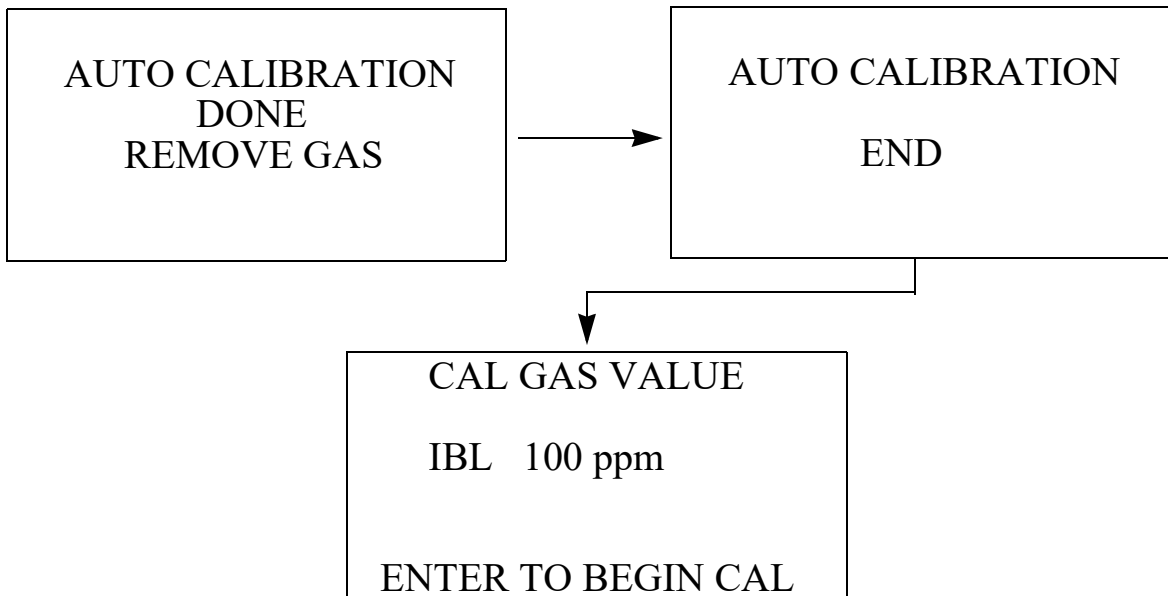 AUTO CALIBRATION
DONE
REMOVE GAS
AUTO CALIBRATION
END
CAL GAS VALUE
IBL 100 ppm
ENTER TO BEGIN CAL